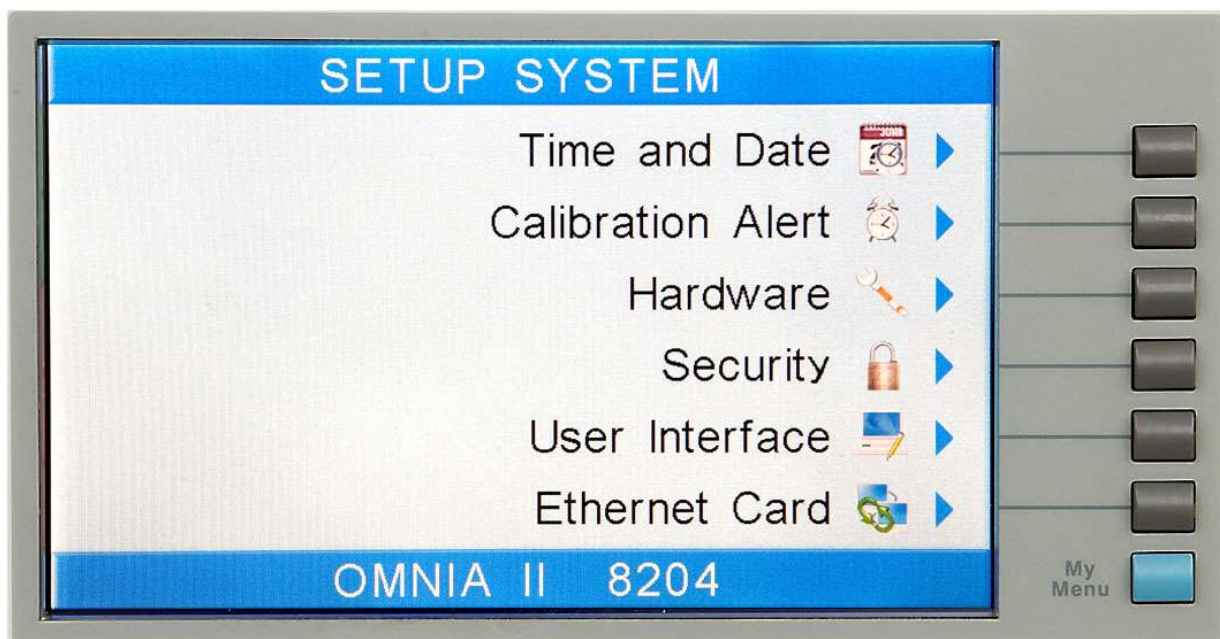 SETUP SYSTEM
Time and Date
Calibration Alert
Hardware
Security
User Interface
Ethernet Card
OMNIA II 8204
My
Menu